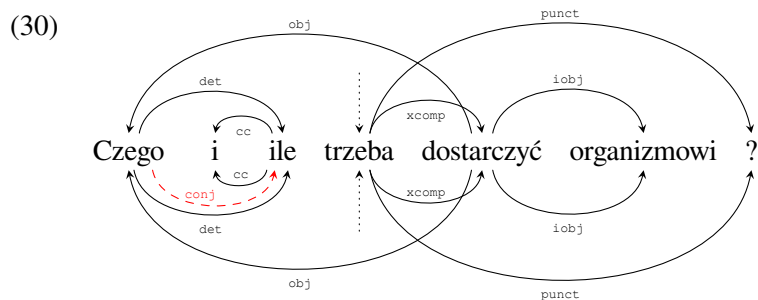 (30)
obj
punct
det
cc
xcomp
iobj
Czego i ile trzeba dostarczyć organizmowi ?
conj
cc
xcomp
det
iobj
obj
punct